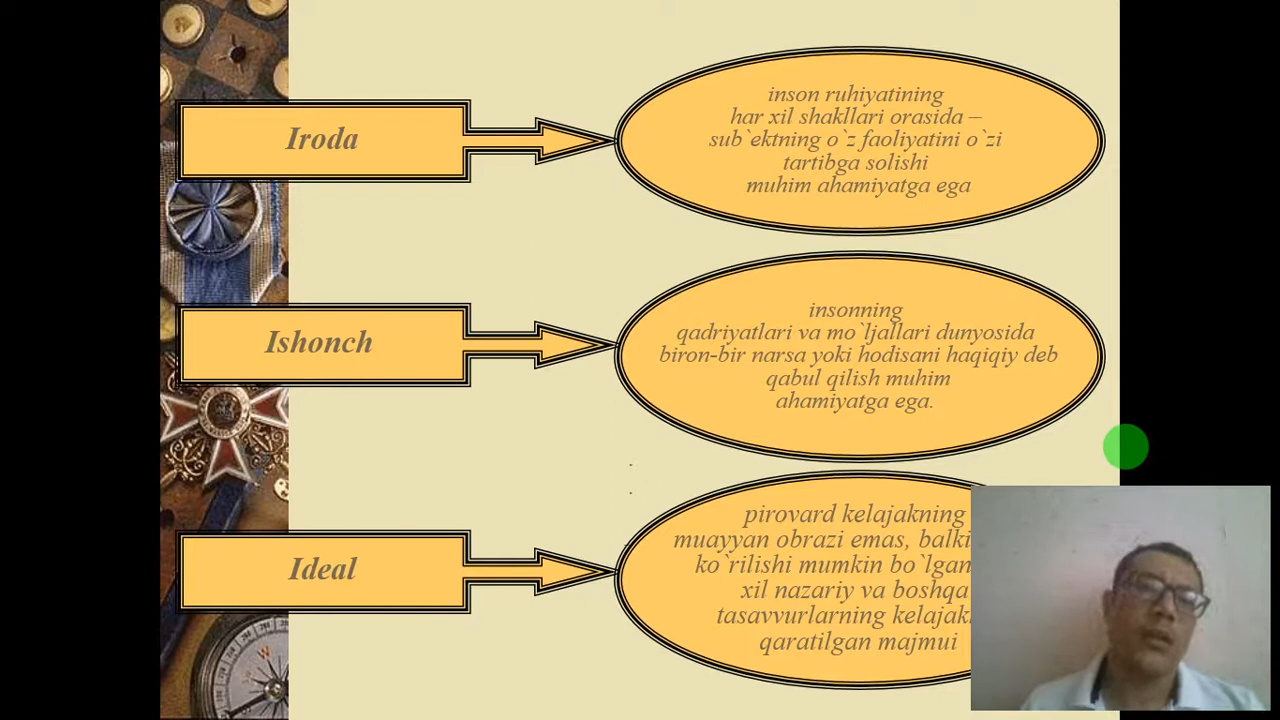 Iroda
inson ruhiyatining
har xil shakllari orasida –
sub`ektning o`z faoliyatini o`zi
tartibga solishi
muhim ahamiyatga ega
Ishonch
insonning
qadriyatlari va mo`ljallari dunyosida
biron-bir narsa yoki hodisani haqiqiy deb
qabul qilish muhim
ahamiyatga ega.
Ideal
pirovard kelajakning
muayyan obrazi emas, balki
ko`rilishi mumkin
xil nazariy va boshqa
tasavvurlarning
qaratilgan majmui